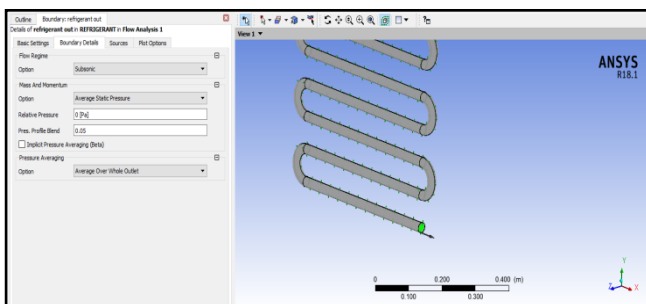 Outline Boundary: refrigerant out
Details of refrigerant out in REFRIGERANT in Flow Analysis 1
Basic Settings Boundary Details Sources Plot Options
Flow Regime
Option Subsonic
Mass And Momentum
Option Average Static Pressure
Relative Pressure 0 [Pa]
Pres. Profile Blend 0.05
Implicit Pressure Averaging (Beta)
Pressure Averaging
Option Average Over Whole Outlet
View 1
ANSYS
R18.1
0 0.200 0.400 (m)
0.100 0.300
Y
Z X